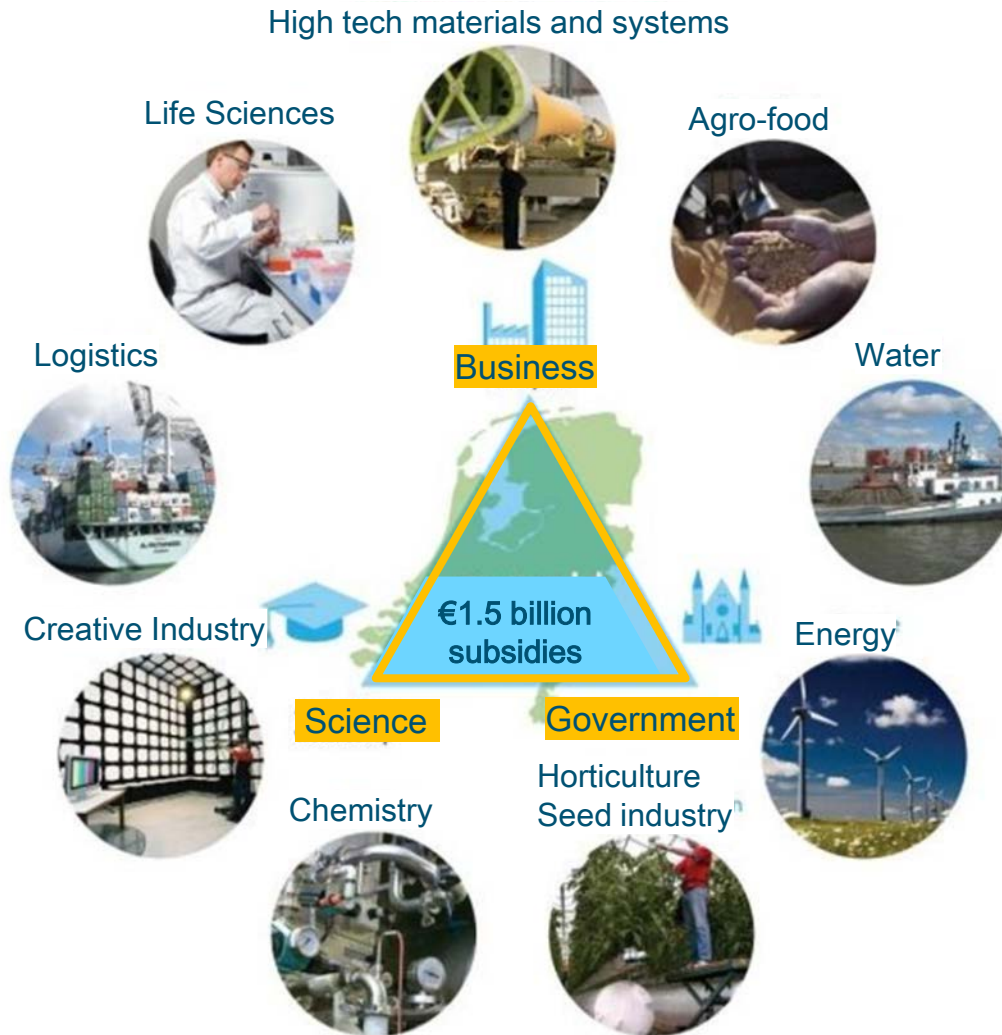 High tech materials and systems
Life Sciences
Agro-food
Logistics
Business
Water
€1.5 billion
subsidies
Creative Industry
Energy
Science
Government
Horticulture
Seed industry
Chemistry